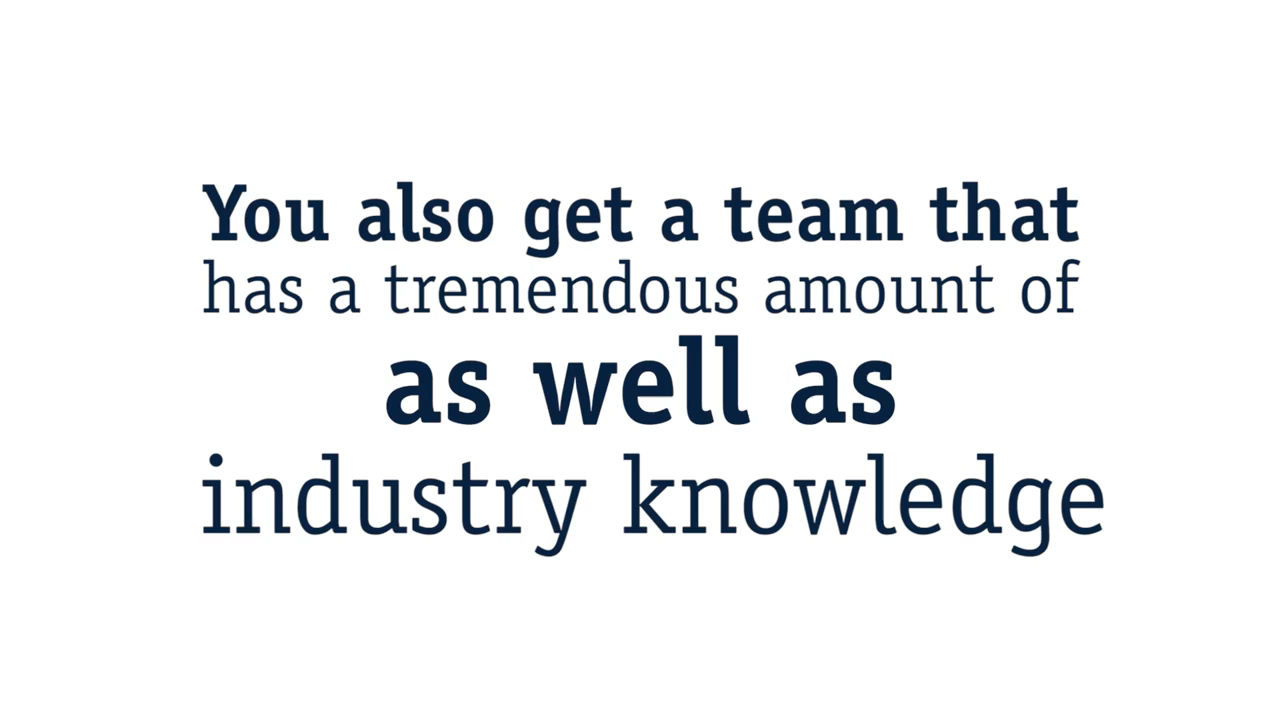 You also get a team that
has a tremendous amount of
as well as
industry knowledge